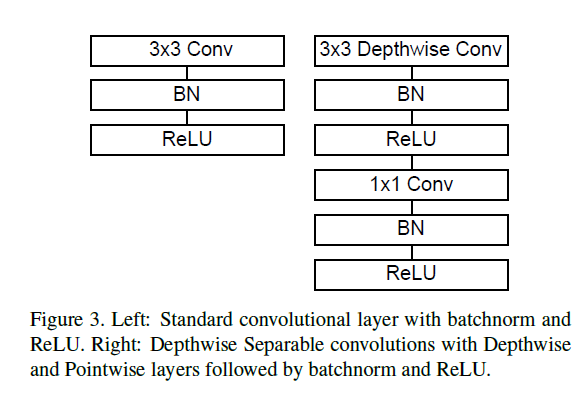 3x3 Conv
BN
ReLU
3x3 Depthwise Conv
BN
ReLU
1x1 Conv
BN
ReLU
Figure 3. Left: Standard convolutional layer with batchnorm and
ReLU. Right: Depthwise Separable convolutions with Depthwise
and Pointwise layers followed by batchnorm and ReLU.